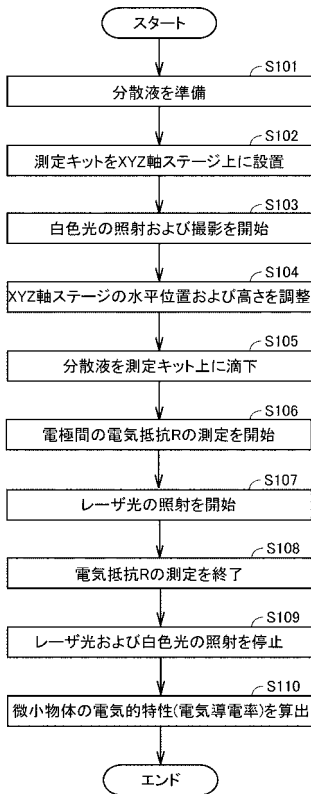 スタート
S101
分散液を準備
S102
測定キットをXYZ軸ステージ上に設置
S103
白色光の照射および撮影を開始
S104
XYZ軸ステージの水平位置および高さを調整
S105
分散液を測定キット上に滴下
S106
電極間の電気抵抗Rの測定を開始
S107
レーザ光の照射を開始
S108
電気抵抗Rの測定を終了
S109
レーザ光および白色光の照射を停止
S110
微小物体の電気的特性(電気導電率)を算出
エンド